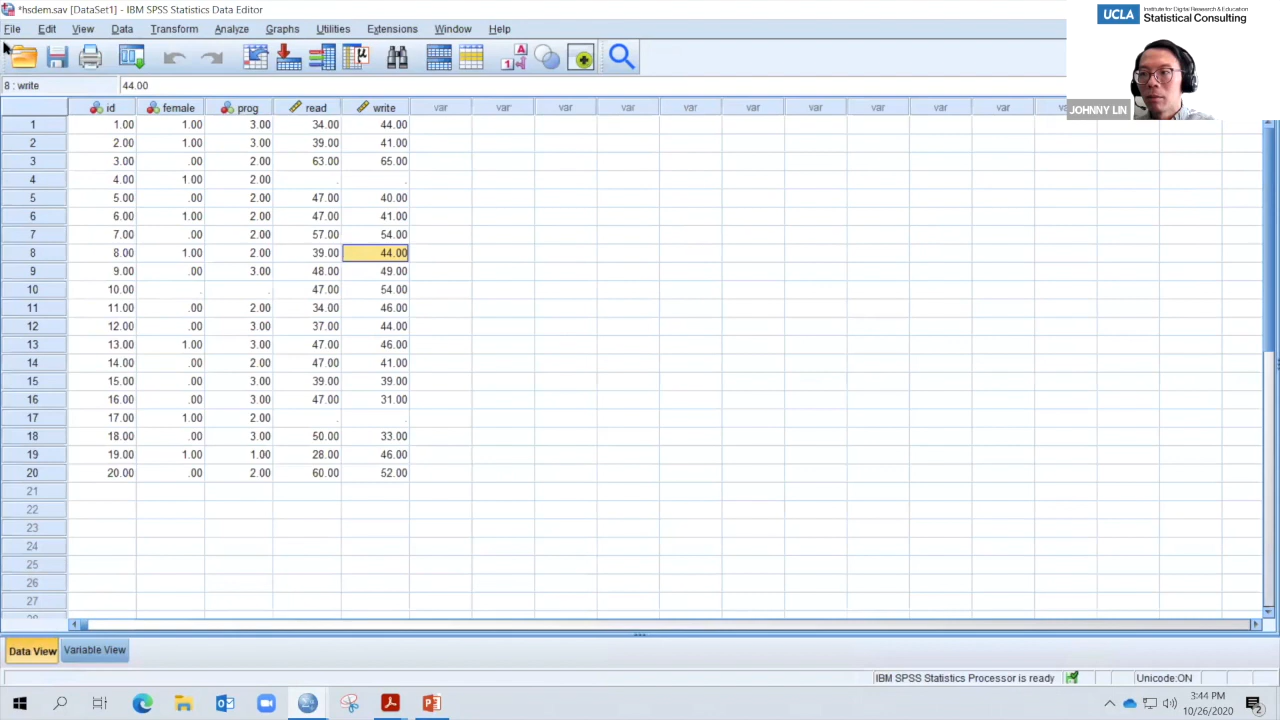 *hsdem.sav [DataSet1] - IBM SPSS Statistics Data Editor
UCLA Institute for Digital Research & Education
Statistical Consulting
File Edit View Data Transform Analyze Graphs Utilities Extensions Window Help
JOHNNY LIN
8 : write 44.00
id female prog read write var var var var var var var var var var
1 1.00 1.00 3.00 34.00 44.00
2 2.00 1.00 3.00 39.00 41.00
3 3.00 .00 2.00 63.00 65.00
4 4.00 1.00 2.00 . .
5 5.00 .00 2.00 47.00 40.00
6 6.00 1.00 2.00 47.00 41.00
7 7.00 .00 2.00 57.00 54.00
8 8.00 1.00 2.00 39.00 44.00
9 9.00 .00 3.00 48.00 49.00
10 10.00 . . 47.00 54.00
11 11.00 .00 2.00 34.00 46.00
12 12.00 .00 3.00 37.00 44.00
13 13.00 1.00 3.00 47.00 46.00
14 14.00 .00 2.00 47.00 41.00
15 15.00 .00 3.00 39.00 39.00
16 16.00 .00 3.00 47.00 31.00
17 17.00 1.00 2.00 . .
18 18.00 .00 3.00 50.00 33.00
19 19.00 1.00 1.00 28.00 46.00
20 20.00 .00 2.00 60.00 52.00
21
22
23
24
25
26
27
Data View Variable View
IBM SPSS Statistics Processor is ready Unicode:ON
3:44 PM
10/26/2020
2